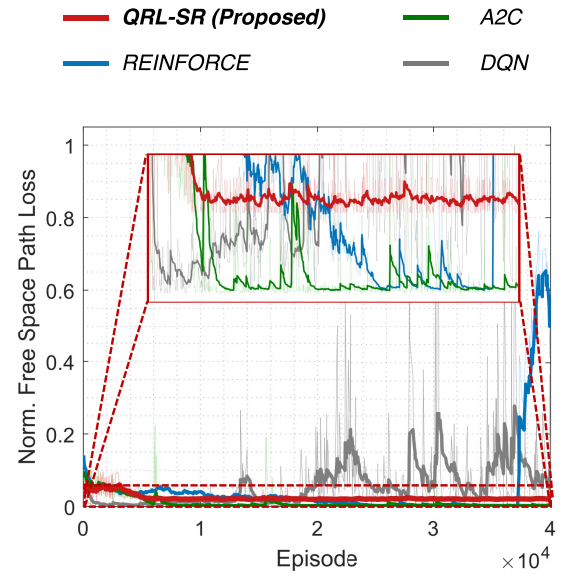 QRL-SR (Proposed)
A2C
REINFORCE
DQN
Norm. Free Space Path Loss
1
0.8
0.6
0.4
0.2
0
0
1
2
3
4
Episode
×10⁴